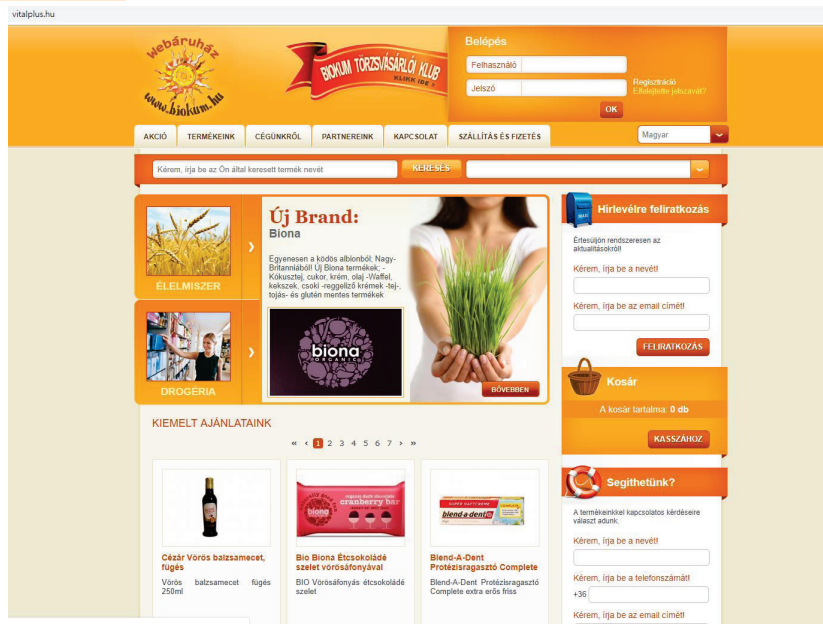 vitalplus.hu
Webáruház
www.biokum.hu
BIOKUM TÖRZSVÁSÁRLÓI KLUB
KLIKK IDE »
Belépés
Felhasználó
Jelszó
Regisztráció
Elfelejtette jelszavát?
OK
AKCIÓ TERMÉKEINK CÉGÜNKRŐL PARTNEREINK KAPCSOLAT SZÁLLÍTÁS ÉS FIZETÉS
Magyar
Kérem, írja be az Ön által keresett termék nevét
KERESÉS
ÉLELMISZER
DROGÉRIA
Új Brand:
Biona
Egyenesen a ködös albionból; Nagy-
Britanniából! Új Biona termékek; -
Kókusztej, cukor, krém, olaj -Waffel,
kekszek, csoki -reggeliző krémek -tej-,
tojás- és glutén mentes termékek
biona
ORGANIC
BŐVEBBEN
Hírlevélre feliratkozás
Értesüljön rendszeresen az
aktualitásokról!
Kérem, írja be a nevét!
Kérem, írja be az email címét!
FELIRATKOZÁS
Kosár
A kosár tartalma: 0 db
KASSZÁHOZ
KIEMELT AJÁNLATAINK
« ‹ 1 2 3 4 5 6 7 › »
biona
cranberry bar
blend-a-dent
Cézár Vörös balzsamecet,
fügés
Vörös balzsamecet fügés
250ml
Bio Biona Étcsokoládé
szelet vörösáfonyával
BIO Vörösáfonyás étcsokoládé
szelet
Blend-A-Dent
Protézisragasztó Complete
Blend-A-Dent Protézisragasztó
Complete extra erős friss
Segíthetünk?
A termékeinkkel kapcsolatos kérdéseire
választ adunk.
Kérem, írja be a nevét!
Kérem, írja be a telefonszámát!
+36
Kérem, írja be az email címét!